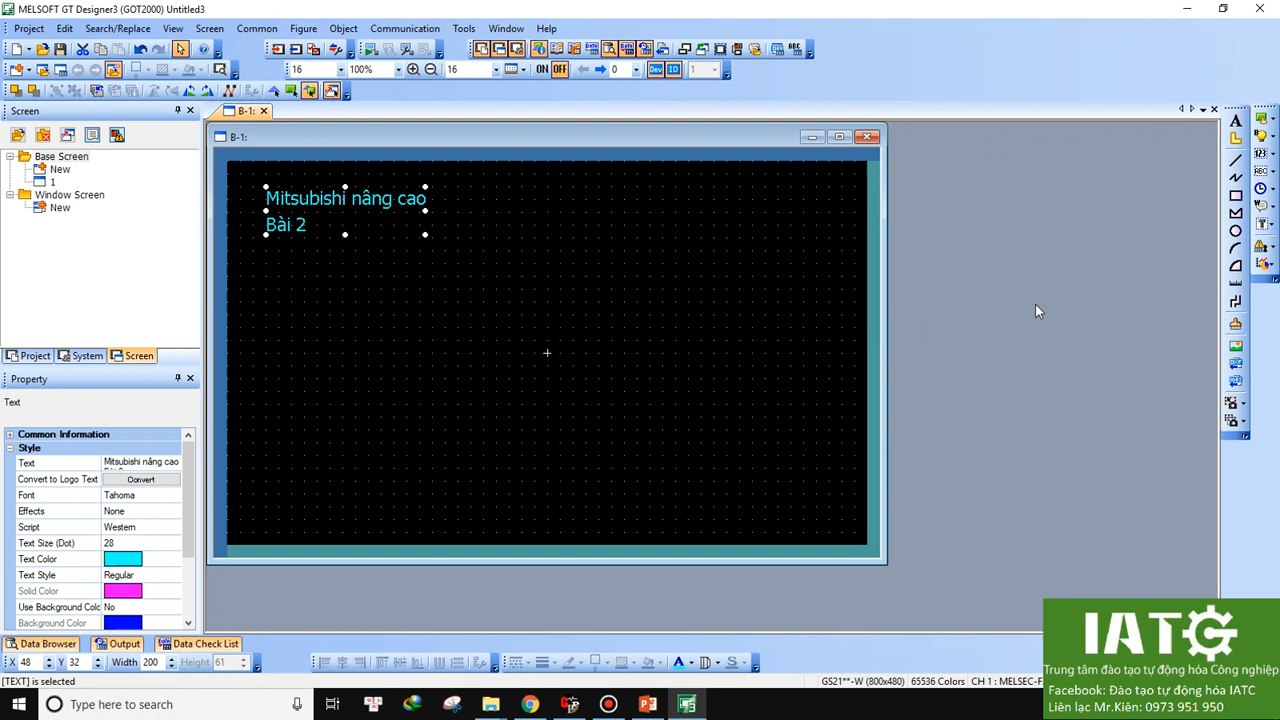 MELSOFT GT Designer3 (GOT2000) Untitled3
Project Edit Search/Replace View Screen Common Figure Object Communication Tools Window Help
16 100% 16 ON OFF 0 Dev ID 1
Screen
B-1:
B-1:
Base Screen
New
1
Window Screen
New
Mitsubishi nâng cao
Bài 2
Project System Screen
Property
Text
Common Information
Style
Text Mitsubishi nâng cao
Convert to Logo Text Convert
Font Tahoma
Effects None
Script Western
Text Size (Dot) 28
Text Color
Text Style Regular
Solid Color
Use Background Colo No
Background Color
Data Browser Output Data Check List
X 48 Y 32 Width 200 Height 61
[TEXT] is selected
GS21**-W (800x480) 65536 Colors CH 1 : MELSEC-F
Type here to search
IATC
Trung tâm đào tạo tự động hóa Công nghiệp
Facebook: Đào tạo tự động hóa IATC
Liên lạc Mr.Kiên: 0973 951 950